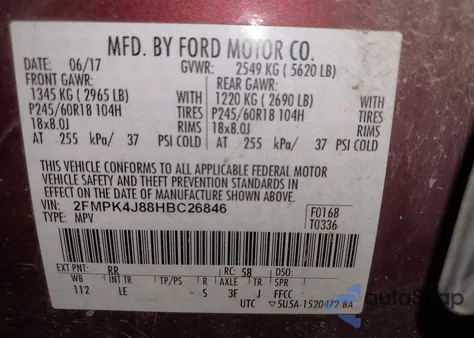 MFD. BY FORD MOTOR CO.
DATE: 06/17 GVWR: 2549 KG ( 5620 LB)
FRONT GAWR: REAR GAWR:
1345 KG ( 2965 LB) WITH 1220 KG ( 2690 LB) WITH
P245/60R18 104H TIRES P245/60R18 104H TIRES
18x8.0J RIMS 18x8.0J RIMS
AT 255 kPa/ 37 PSI COLD AT 255 kPa/ 37 PSI COLD
THIS VEHICLE CONFORMS TO ALL APPLICABLE FEDERAL MOTOR
VEHICLE SAFETY AND THEFT PREVENTION STANDARDS IN
EFFECT ON THE DATE OF MANUFACTURE SHOWN ABOVE.
VIN: 2FMPK4J88HBC26846 F0168
TYPE: MPV T0336
EXT PNT: RR RC: 58 DSO:
WB INT TR TP/PS R AXLE TR SPR
112 LE S 3F J FFCC
UTC 5U5A-1520472-BA
AutoSnap